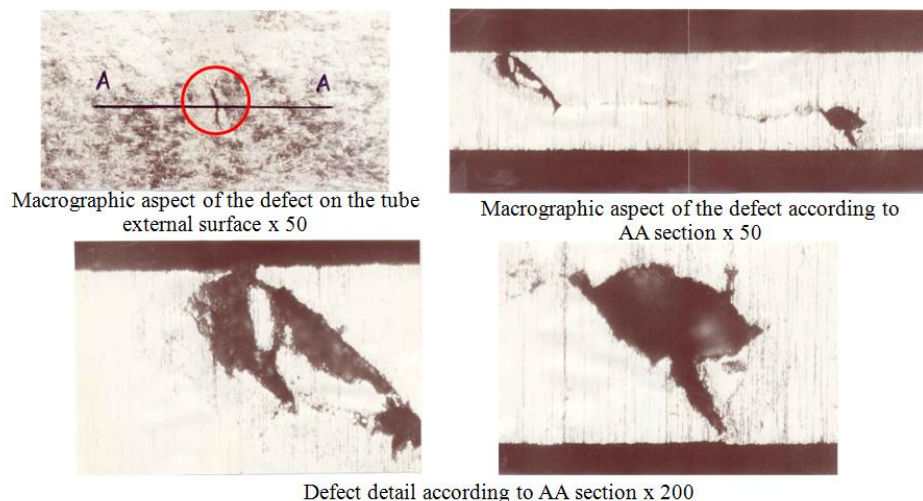 A A
Macrographic aspect of the defect on the tube
external surface x 50
Macrographic aspect of the defect according to
AA section x 50
Defect detail according to AA section x 200